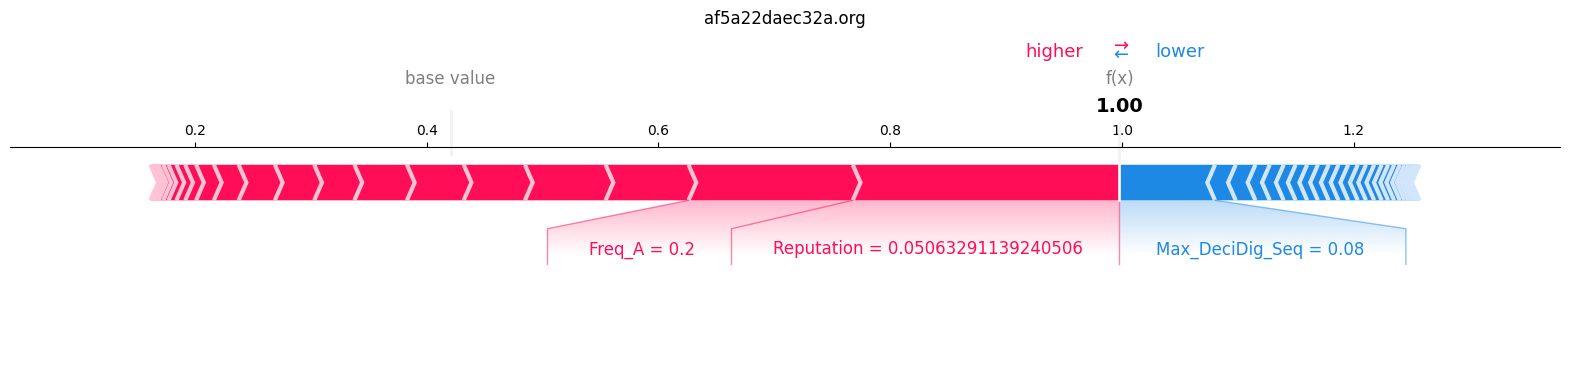 af5a22daec32a.org
higher ⇄ lower
base value f(x)
1.00
0.2 0.4 0.6 0.8 1.0 1.2
Freq_A = 0.2 Reputation = 0.05063291139240506 Max_DeciDig_Seq = 0.08